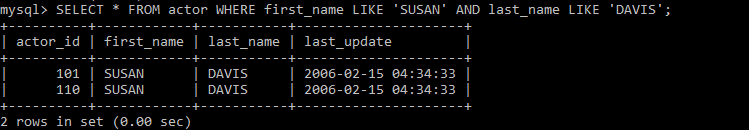 mysql> SELECT * FROM actor WHERE first_name LIKE 'SUSAN' AND last_name LIKE 'DAVIS';
+----------+------------+-----------+---------------------+
| actor_id | first_name | last_name | last_update         |
+----------+------------+-----------+---------------------+
|      101 | SUSAN      | DAVIS     | 2006-02-15 04:34:33 |
|      110 | SUSAN      | DAVIS     | 2006-02-15 04:34:33 |
+----------+------------+-----------+---------------------+
2 rows in set (0.00 sec)